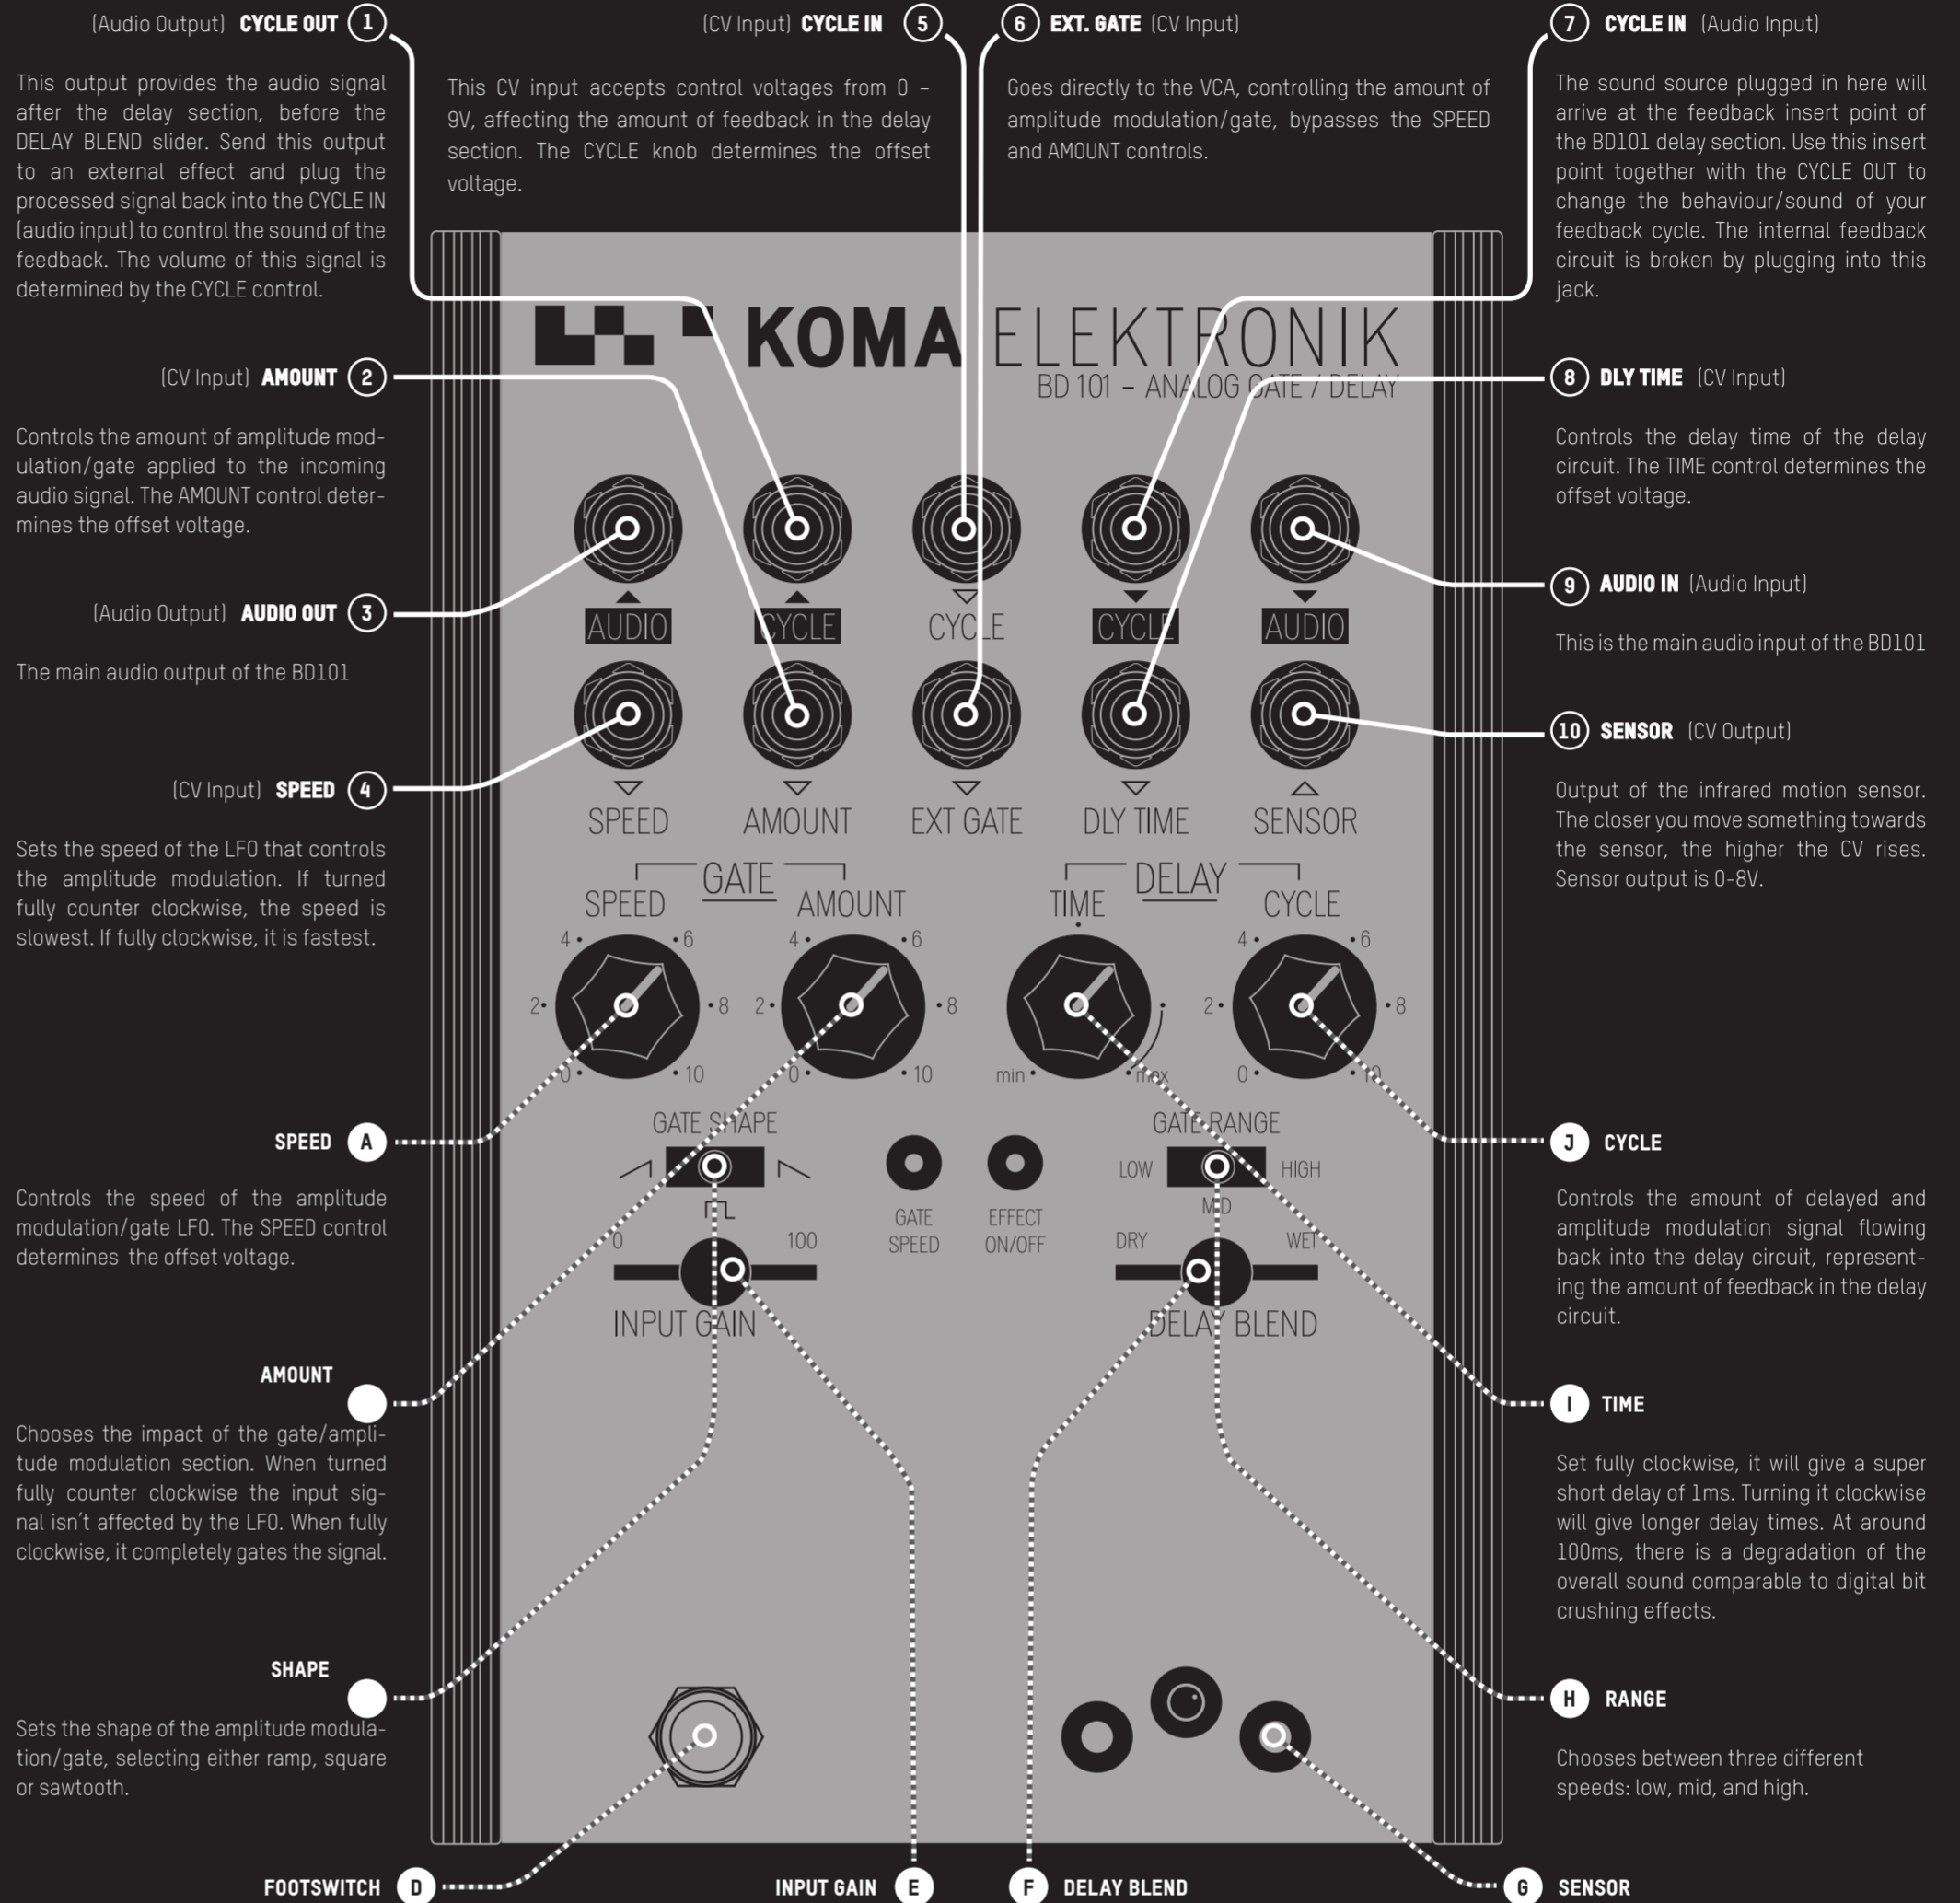 (Audio Output) CYCLE OUT 1
This output provides the audio signal
after the delay section, before the
DELAY BLEND slider. Send this output
to an external effect and plug the
processed signal back into the CYCLE IN
(audio input) to control the sound of the
feedback. The volume of this signal is
determined by the CYCLE control.
(CV Input) AMOUNT 2
Controls the amount of amplitude mod-
ulation/gate applied to the incoming
audio signal. The AMOUNT control deter-
mines the offset voltage.
(Audio Output) AUDIO OUT 3
The main audio output of the BD101
(CV Input) SPEED 4
Sets the speed of the LFO that controls
the amplitude modulation. If turned
fully counter clockwise, the speed is
slowest. If fully clockwise, it is fastest.
SPEED A
Controls the speed of the amplitude
modulation/gate LFO. The SPEED control
determines the offset voltage.
AMOUNT
Chooses the impact of the gate/ampli-
tude modulation section. When turned
fully counter clockwise the input sig-
nal isn't affected by the LFO. When fully
clockwise, it completely gates the signal.
SHAPE
Sets the shape of the amplitude modula-
tion/gate, selecting either ramp, square
or sawtooth.
(CV Input) CYCLE IN 5
This CV input accepts control voltages from 0 -
9V, affecting the amount of feedback in the delay
section. The CYCLE knob determines the offset
voltage.
6 EXT. GATE (CV Input)
Goes directly to the VCA, controlling the amount of
amplitude modulation/gate, bypasses the SPEED
and AMOUNT controls.
KOMA ELEKTRONIK
BD 101 - ANALOG GATE / DELAY
AUDIO CYCLE CYCLE CYCLE AUDIO
SPEED AMOUNT EXT GATE DLY TIME SENSOR
GATE DELAY
SPEED AMOUNT TIME CYCLE
4 6 4 6 4 6
2 8 2 8 2 8
0 10 0 10 min max 0 10
GATE SHAPE GATE RANGE
LOW HIGH
MID
GATE
SPEED
EFFECT
ON/OFF
0 100 DRY WET
INPUT GAIN DELAY BLEND
7 CYCLE IN (Audio Input)
The sound source plugged in here will
arrive at the feedback insert point of
the BD101 delay section. Use this insert
point together with the CYCLE OUT to
change the behaviour/sound of your
feedback cycle. The internal feedback
circuit is broken by plugging into this
jack.
8 DLY TIME (CV Input)
Controls the delay time of the delay
circuit. The TIME control determines the
offset voltage.
9 AUDIO IN (Audio Input)
This is the main audio input of the BD101
10 SENSOR (CV Output)
Output of the infrared motion sensor.
The closer you move something towards
the sensor, the higher the CV rises.
Sensor output is 0-8V.
J CYCLE
Controls the amount of delayed and
amplitude modulation signal flowing
back into the delay circuit, represent-
ing the amount of feedback in the delay
circuit.
I TIME
Set fully clockwise, it will give a super
short delay of 1ms. Turning it clockwise
will give longer delay times. At around
100ms, there is a degradation of the
overall sound comparable to digital bit
crushing effects.
H RANGE
Chooses between three different
speeds: low, mid, and high.
FOOTSWITCH D
INPUT GAIN E
F DELAY BLEND
G SENSOR